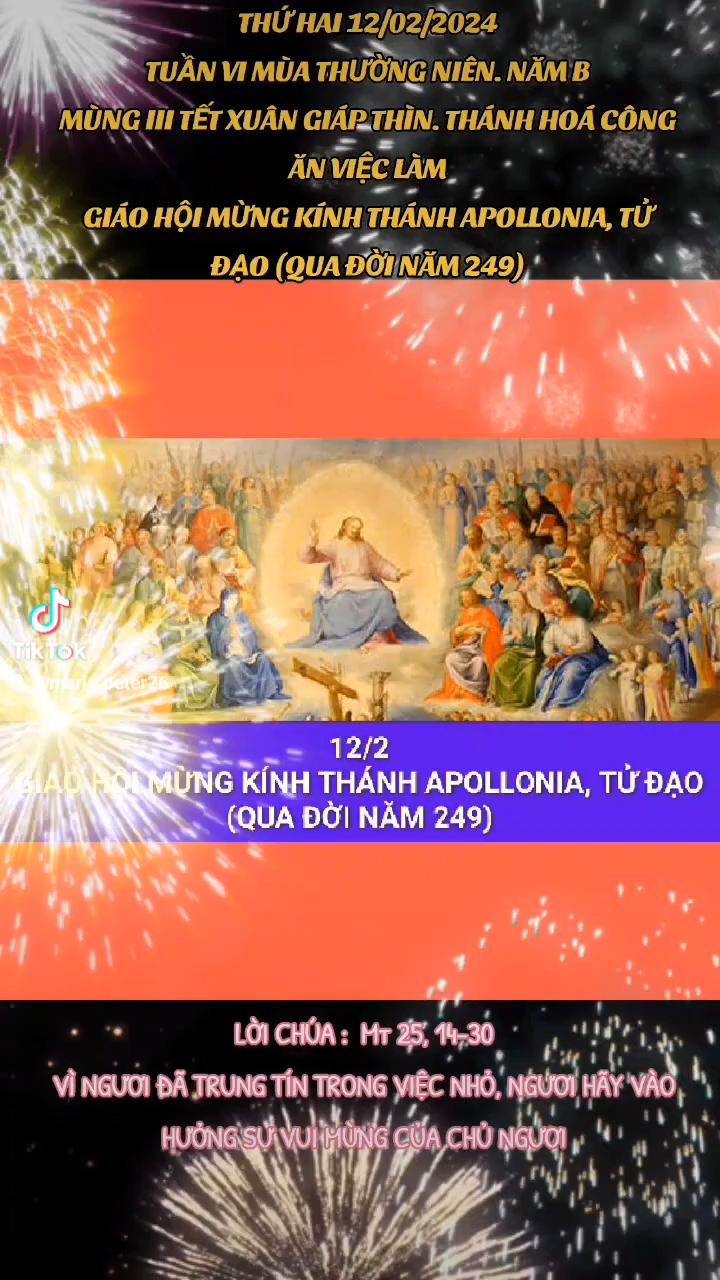 THỨ HAI 12/02/2024
TUẦN VI MÙA THƯỜNG NIÊN. NĂM B
MÙNG III TẾT XUÂN GIÁP THÌN. THÁNH HOÁ CÔNG
ĂN VIỆC LÀM
GIÁO HỘI MỪNG KÍNH THÁNH APOLLONIA, TỬ
ĐẠO (QUA ĐỜI NĂM 249)
TikTok
12/2
GIÁO HỘI MỪNG KÍNH THÁNH APOLLONIA, TỬ ĐẠO
(QUA ĐỜI NĂM 249)
LỜI CHÚA : MT 25, 14-30
VÌ NGƯƠI ĐÃ TRUNG TÍN TRONG VIỆC NHỎ, NGƯƠI HÃY VÀO
HƯỞNG SỰ VUI MỪNG CỦA CHỦ NGƯƠI